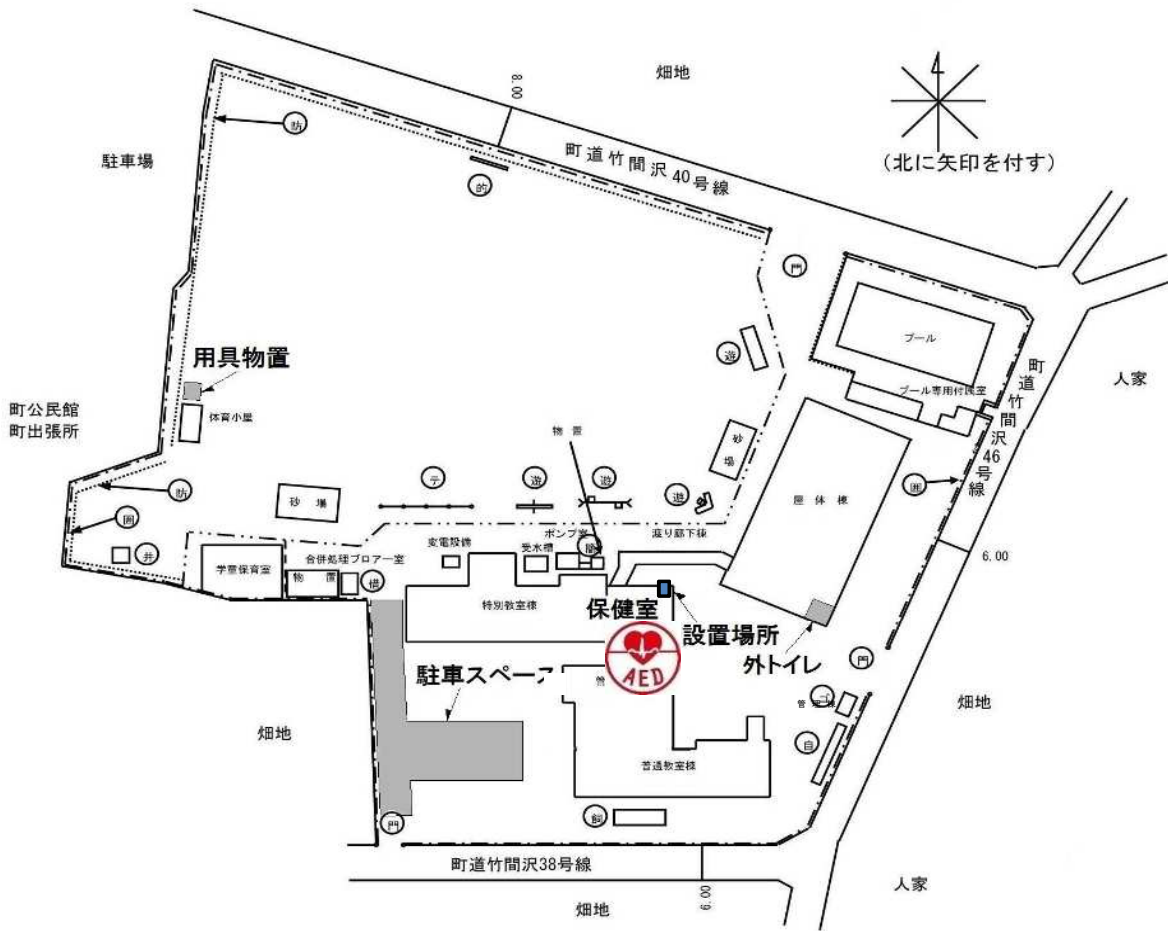 畑地
8.00
町道竹間沢40号線
(北に矢印を付す)
防
的
駐車場
門
プール
プール専用付属室
町道竹間沢46号線
人家
遊
用具物置
体育小屋
町公民館
町出張所
物置
砂場
屋体棟
囲
防
囲
井
砂場
テ
遊
遊
遊
6.00
変電設備
受水槽
ポンプ室
渡り廊下棟
学童保育室
合併処理ブロアー室
物置
特別教室棟
保健室
設置場所
外トイレ
AED
管
駐車スペース
門
畑地
畑地
自
普通教室棟
飼
門
町道竹間沢38号線
6.00
畑地
人家